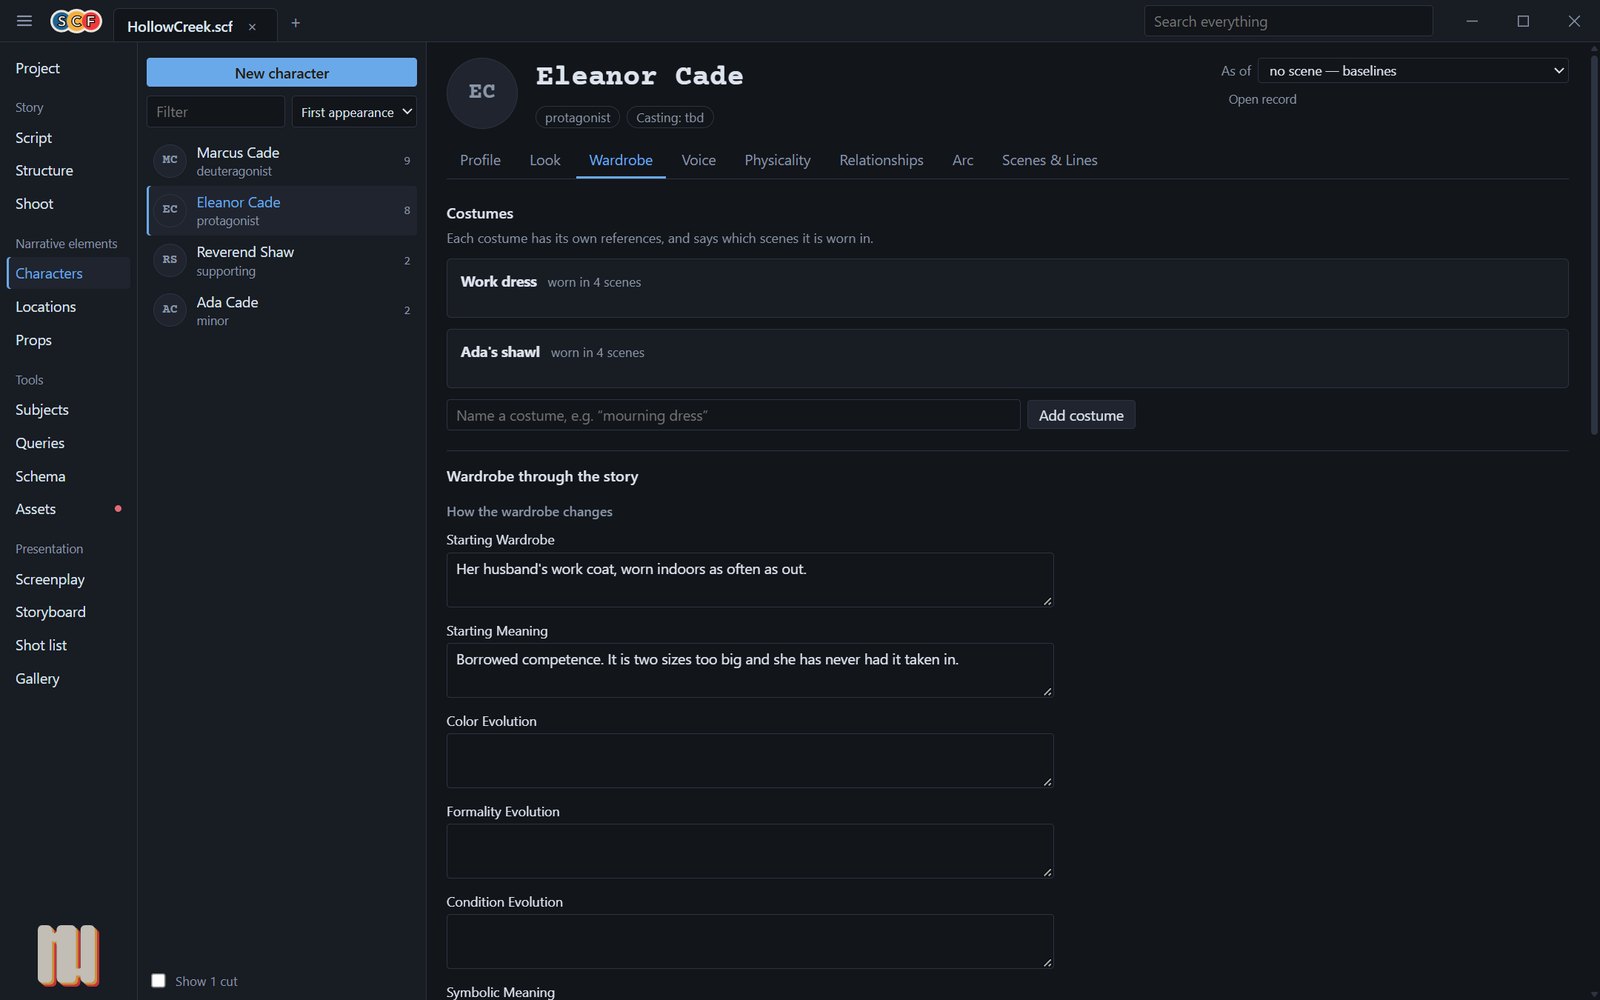 SCF
HollowCreek.scf
Search everything
Project
Story
Script
Structure
Shoot
Narrative elements
Characters
Locations
Props
Tools
Subjects
Queries
Schema
Assets
Presentation
Screenplay
Storyboard
Shot list
Gallery
New character
Filter
First appearance
MC
Marcus Cade
deuteragonist
9
EC
Eleanor Cade
protagonist
8
RS
Reverend Shaw
supporting
2
AC
Ada Cade
minor
2
Show 1 cut
EC
Eleanor Cade
protagonist
Casting: tbd
As of
no scene — baselines
Open record
Profile
Look
Wardrobe
Voice
Physicality
Relationships
Arc
Scenes & Lines
Costumes
Each costume has its own references, and says which scenes it is worn in.
Work dress worn in 4 scenes
Ada's shawl worn in 4 scenes
Name a costume, e.g. “mourning dress”
Add costume
Wardrobe through the story
How the wardrobe changes
Starting Wardrobe
Her husband's work coat, worn indoors as often as out.
Starting Meaning
Borrowed competence. It is two sizes too big and she has never had it taken in.
Color Evolution
Formality Evolution
Condition Evolution
Symbolic Meaning